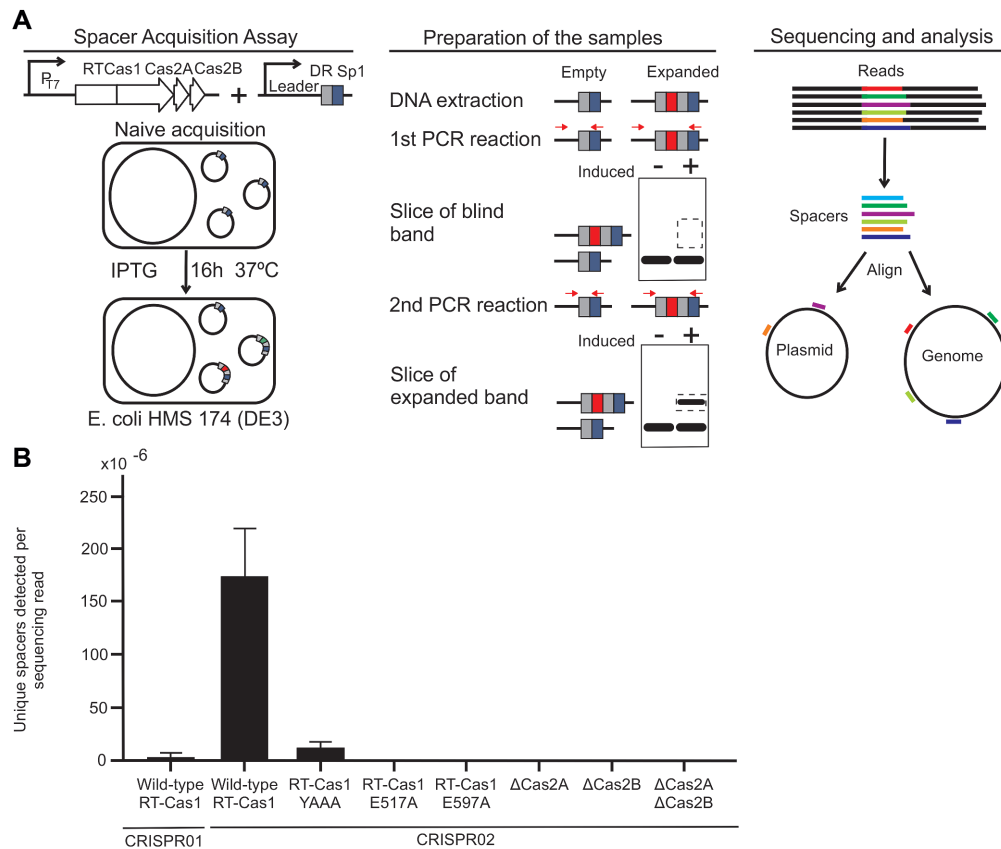 A
Spacer Acquisition Assay
PT7
RTCas1 Cas2A Cas2B
+
Leader
DR Sp1
Naive acquisition
IPTG 16h 37ºC
E. coli HMS 174 (DE3)
Preparation of the samples
Empty Expanded
DNA extraction
1st PCR reaction
Induced - +
Slice of blind
band
2nd PCR reaction
Induced - +
Slice of
expanded band
Sequencing and analysis
Reads
Spacers
Align
Plasmid
Genome
B
x10 -6
Unique spacers detected per
sequencing read
250
200
150
100
50
0
Wild-type
RT-Cas1
Wild-type
RT-Cas1
RT-Cas1
YAAA
RT-Cas1
E517A
RT-Cas1
E597A
ΔCas2A
ΔCas2B
ΔCas2A
ΔCas2B
CRISPR01
CRISPR02